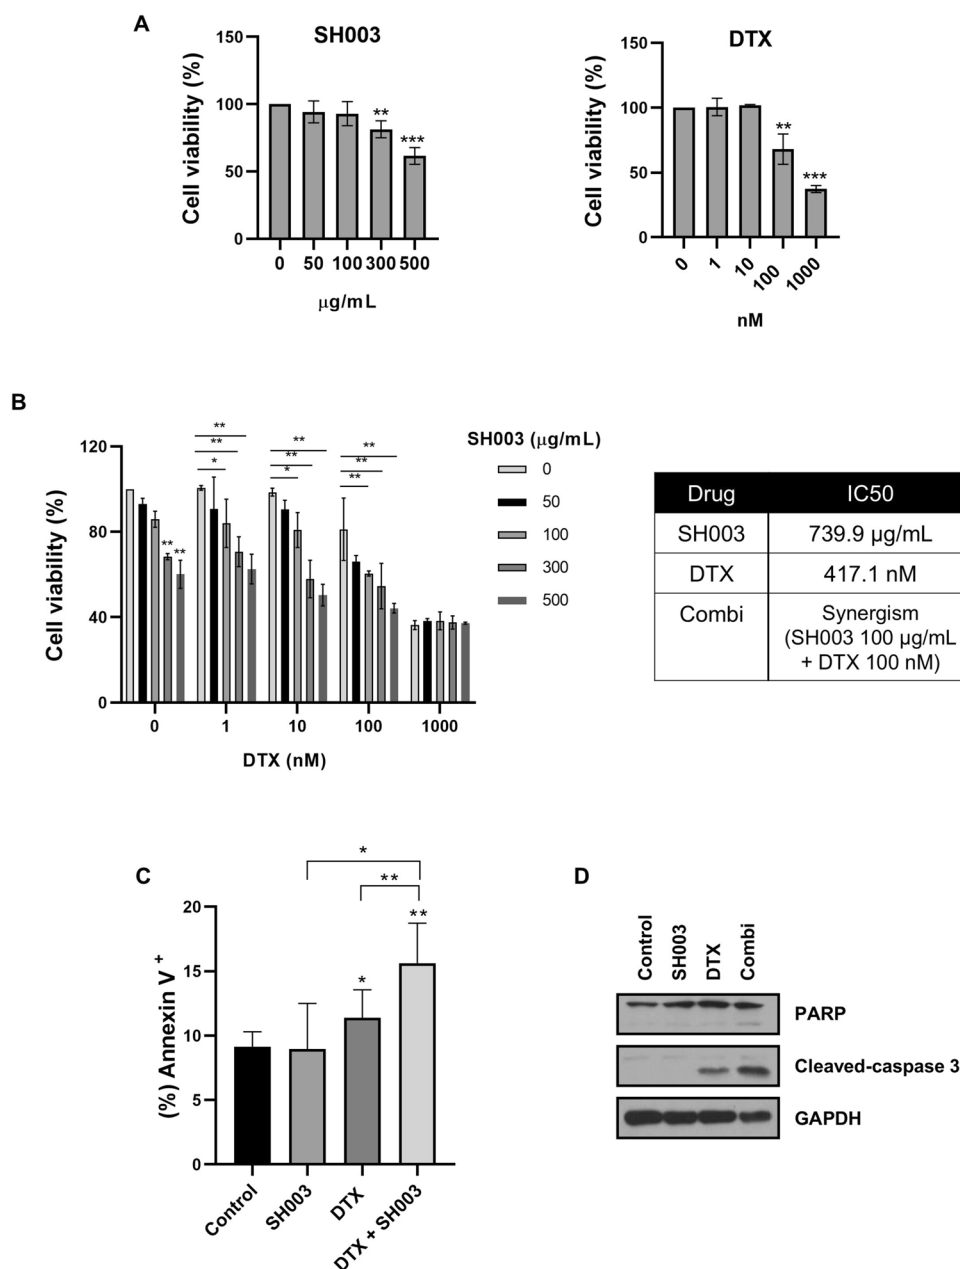 A
SH003
150
100
50
0
Cell viability (%)
**
***
0 50 100 300 500
µg/mL
DTX
150
100
50
0
Cell viability (%)
**
***
0 1 10 100 1000
nM
B
120
80
40
0
Cell viability (%)
** **
**
**
*
**
**
*
**
**
**
0 1 10 100 1000
DTX (nM)
SH003 (µg/mL)
0
50
100
300
500
Drug IC50
SH003 739.9 µg/mL
DTX 417.1 nM
Combi Synergism
(SH003 100 µg/mL
+ DTX 100 nM)
C
*
**
**
*
20
15
10
5
0
(%) Annexin V +
Control SH003 DTX DTX + SH003
D
Control SH003 DTX Combi
PARP
Cleaved-caspase 3
GAPDH